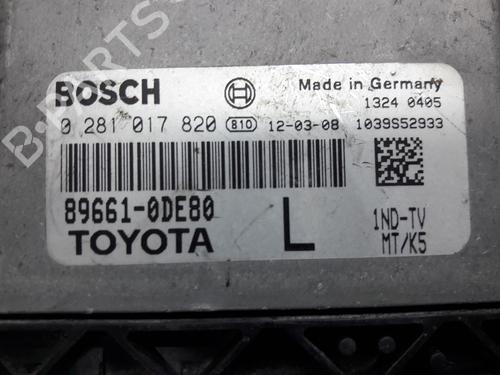 BOSCH
Made in Germany
1324 0405
0 281 017 820 810 12-03-08 1039S52933
89661-0DE80
TOYOTA
L
1ND-TV
MT/K5
B-PARTS